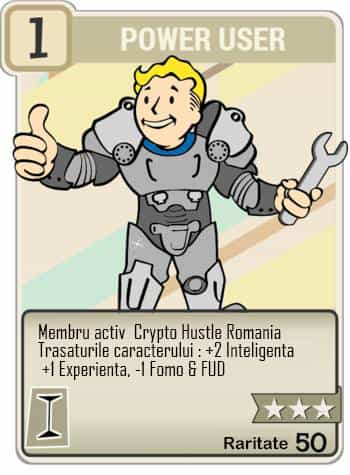 1
POWER USER
Membru activ Crypto Hustle Romania
Trasaturile caracterului : +2 Inteligenta
+1 Experienta, -1 Fomo & FUD
Raritate 50